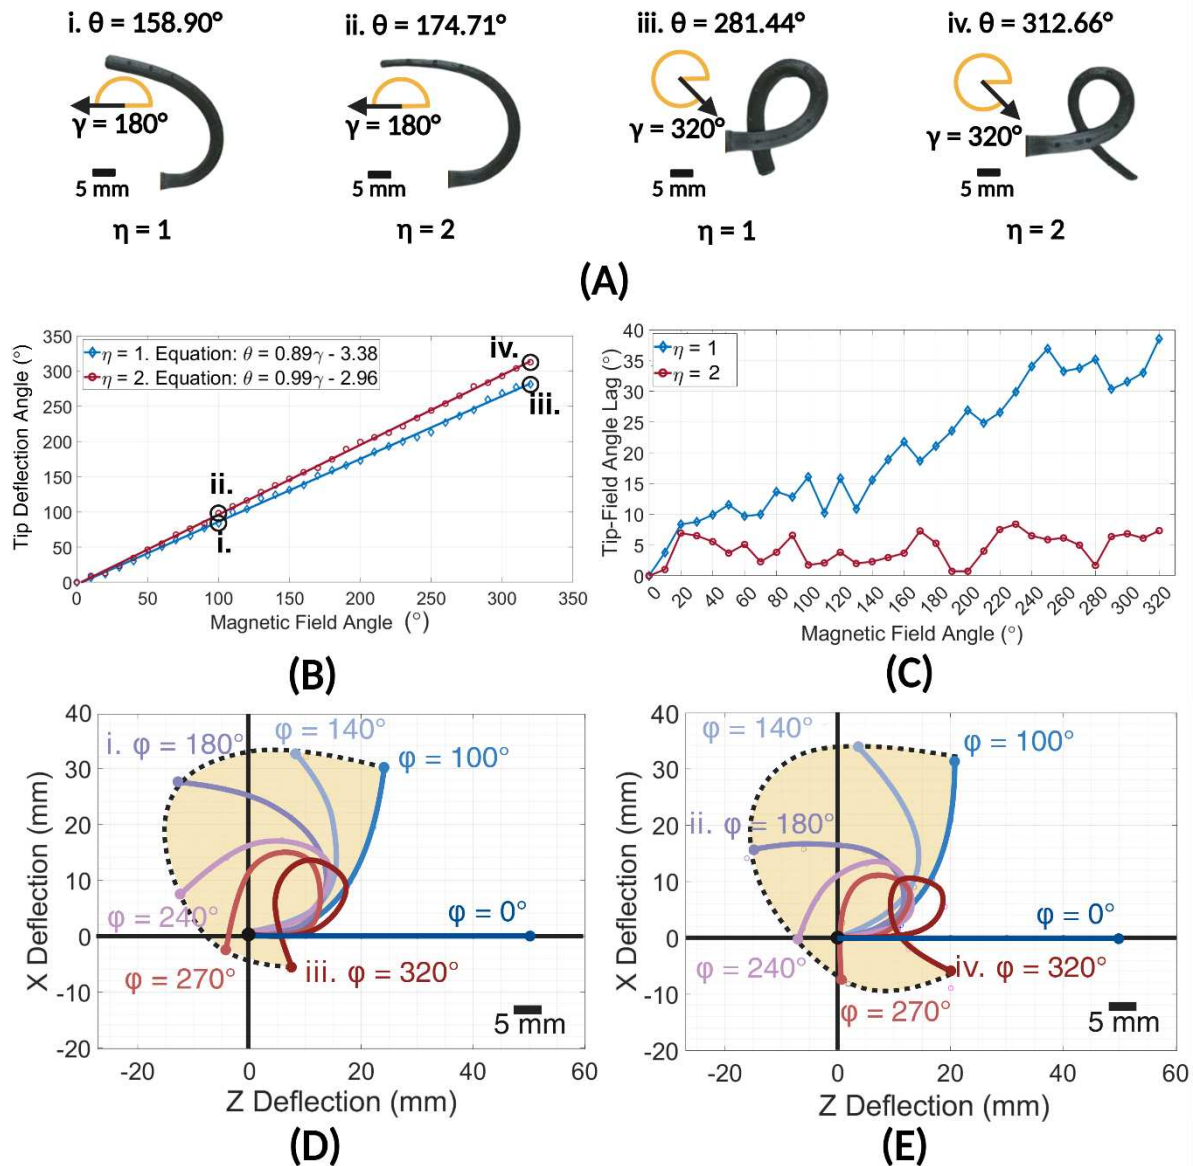 i. θ = 158.90°
ii. θ = 174.71°
iii. θ = 281.44°
iv. θ = 312.66°
γ = 180°
γ = 180°
γ = 320°
γ = 320°
5 mm
5 mm
5 mm
5 mm
η = 1
η = 2
η = 1
η = 2
(A)
Tip Deflection Angle (°)
350
300
250
200
150
100
50
0
η = 1. Equation: θ = 0.89γ - 3.38
η = 2. Equation: θ = 0.99γ - 2.96
iv.
iii.
ii.
i.
0 50 100 150 200 250 300 350
Magnetic Field Angle (°)
(B)
Tip-Field Angle Lag (°)
40
35
30
25
20
15
10
5
0
η = 1
η = 2
0 20 40 60 80 100 120 140 160 180 200 220 240 260 280 300 320
Magnetic Field Angle (°)
(C)
X Deflection (mm)
40
30
20
10
0
-10
-20
φ = 140°
i. φ = 180°
φ = 100°
φ = 240°
φ = 0°
φ = 270°
iii. φ = 320°
5 mm
-20 0 20 40 60
Z Deflection (mm)
(D)
X Deflection (mm)
40
30
20
10
0
-10
-20
φ = 140°
φ = 100°
ii. φ = 180°
φ = 0°
φ = 240°
iv. φ = 320°
φ = 270°
5 mm
-20 0 20 40 60
Z Deflection (mm)
(E)